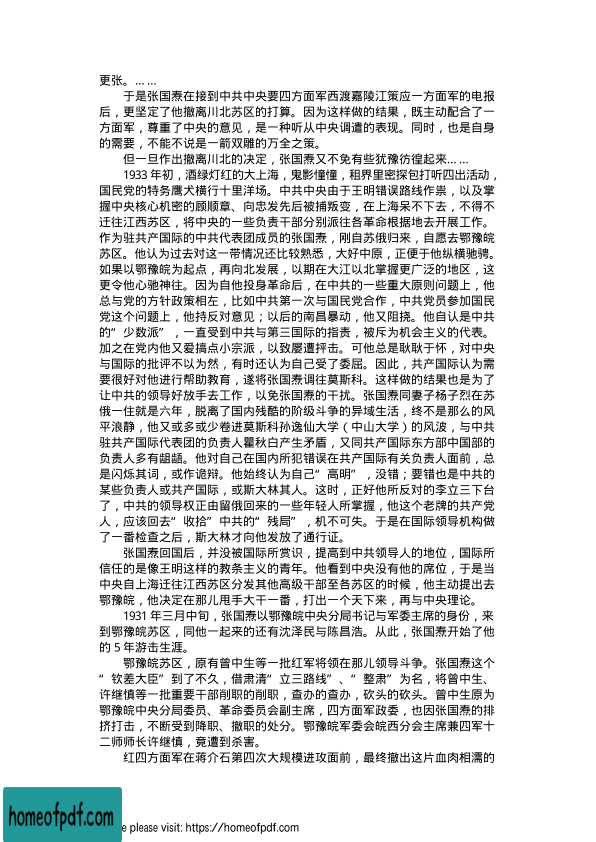 更张。……
于是张国焘在接到中共中央要四方面军西渡嘉陵江策应一方面军的电报
后，更坚定了他撤离川北苏区的打算。因为这样做的结果，既主动配合了一
方面军，尊重了中央的意见，是一种听从中央调遣的表现。同时，也是自身
的需要，不能不说是一箭双雕的万全之策。
但一旦作出撤离川北的决定，张国焘又不免有些犹豫彷徨起来……
1933 年初，酒绿灯红的大上海，鬼影憧憧，租界里密探包打听四出活动，
国民党的特务鹰犬横行十里洋场。中共中央由于王明错误路线作祟，以及掌
握中央核心机密的顾顺章、向忠发先后被捕叛变，在上海呆不下去，不得不
迁往江西苏区，将中央的一些负责干部分别派往各革命根据地去开展工作。
作为驻共产国际的中共代表团成员的张国焘，刚自苏俄归来，自愿去鄂豫皖
苏区。他认为过去对这一带情况还比较熟悉，大好中原，正便于他纵横驰骋。
如果以鄂豫皖为起点，再向北发展，以期在大江以北掌握更广泛的地区，这
更令他心驰神往。因为自他投身革命后，在中共的一些重大原则问题上，他
总与党的方针政策相左，比如中共第一次与国民党合作，中共党员参加国民
党这个问题上，他持反对意见；以后的南昌暴动，他又阻挠。他自认是中共
的“少数派”，一直受到中共与第三国际的指责，被斥为机会主义的代表。
加之在党内他又爱搞点小宗派，以致屡遭抨击。可他总是耿耿于怀，对中央
与国际的批评不以为然，有时还认为自己受了委屈。因此，共产国际认为需
要很好对他进行帮助教育，遂将张国焘调往莫斯科。这样做的结果也是为了
让中共的领导好放手去工作，以免张国焘的干扰。张国焘同妻子杨子烈在苏
俄一住就是六年，脱离了国内残酷的阶级斗争的异域生活，终不是那么的风
平浪静，他又或多或少卷进莫斯科孙逸仙大学（中山大学）的风波，与中共
驻共产国际代表团的负责人瞿秋白产生矛盾，又同共产国际东方部中国部的
负责人多有龃龉。他对自己在国内所犯错误在共产国际有关负责人面前，总
是闪烁其词，或作诡辩。他始终认为自己“高明”，没错；要错也是中共的
某些负责人或共产国际，或斯大林其人。这时，正好他所反对的李立三下台
了，中共的领导权正由留俄回来的一些年轻人所掌握，他这个老牌的共产党
人，应该回去“收拾”中共的“残局”，机不可失。于是在国际领导机构做
了一番检查之后，斯大林才向他发放了通行证。
张国焘回国后，并没被国际所赏识，提高到中共领导人的地位，国际所
信任的是像王明这样的教条主义的青年。他看到中央没有他的席位，于是当
中央自上海迁往江西苏区分发其他高级干部至各苏区的时候，他主动提出去
鄂豫皖，他决定在那儿甩手大干一番，打出一个天下来，再与中央理论。
1931 年三月中旬，张国焘以鄂豫皖中央分局书记与军委主席的身份，来
到鄂豫皖苏区，同他一起来的还有沈泽民与陈昌浩。从此，张国焘开始了他
的 5 年游击生涯。
鄂豫皖苏区，原有曾中生等一批红军将领在那儿领导斗争。张国焘这个
“钦差大臣”到了不久，借肃清“立三路线”、“整肃”为名，将曾中生、
许继慎等一批重要干部削职的削职，查办的查办，砍头的砍头。曾中生原为
鄂豫皖中央分局委员、革命委员会副主席，四方面军政委，也因张国焘的排
挤打击，不断受到降职、撤职的处分。鄂豫皖军委会皖西分会主席兼四军十
二师师长许继慎，竟遭到杀害。
红四方面军在蒋介石第四次大规模进攻面前，最终撤出这片血肉相濡的
homeofpdf.com
e please visit: https://homeofpdf.com